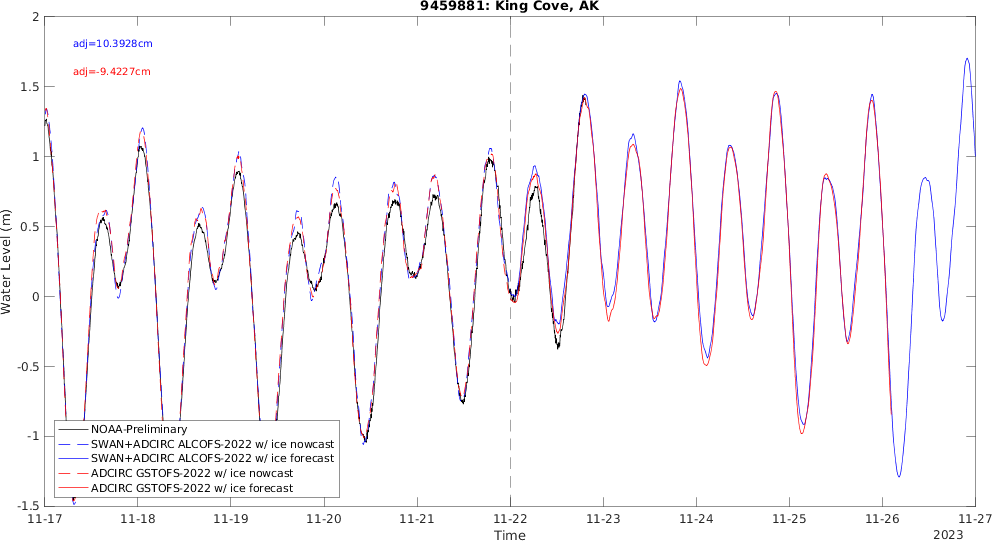 9459881: King Cove, AK
adj=10.3928cm
adj=-9.4227cm
Water Level (m)
2
1.5
1
0.5
0
-0.5
-1
-1.5
NOAA-Preliminary
SWAN+ADCIRC ALCOFS-2022 w/ ice nowcast
SWAN+ADCIRC ALCOFS-2022 w/ ice forecast
ADCIRC GSTOFS-2022 w/ ice nowcast
ADCIRC GSTOFS-2022 w/ ice forecast
11-17 11-18 11-19 11-20 11-21 11-22 11-23 11-24 11-25 11-26 11-27
Time
2023